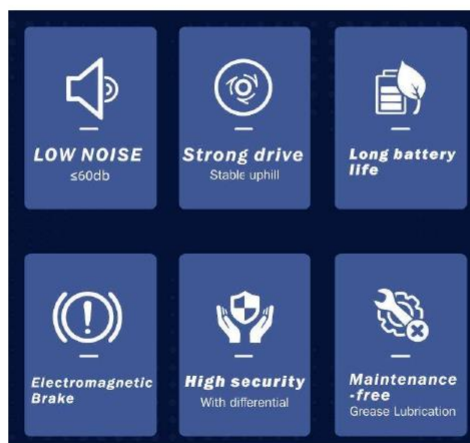 LOW NOISE
≤60db
Strong drive
Stable uphill
Long battery
life
Electromagnetic
Brake
High security
With differential
Maintenance
-free
Grease Lubrication